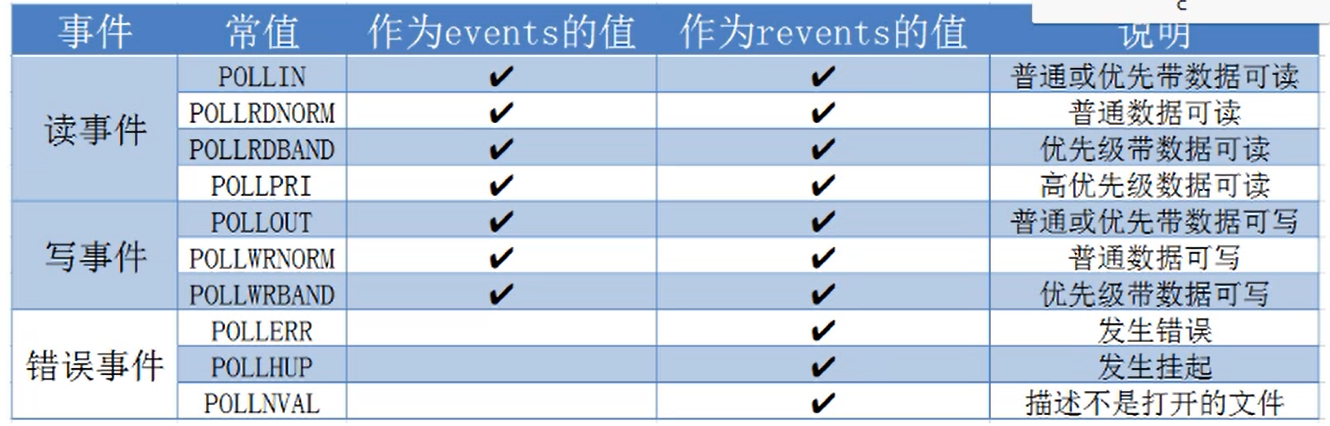 c
事件 常值 作为events的值 作为revents的值 说明
读事件 POLLIN ✔ ✔ 普通或优先带数据可读
POLLRDNORM ✔ ✔ 普通数据可读
POLLRDBAND ✔ ✔ 优先级带数据可读
POLLPRI ✔ ✔ 高优先级数据可读
写事件 POLLOUT ✔ ✔ 普通或优先带数据可写
POLLWRNORM ✔ ✔ 普通数据可写
POLLWRBAND ✔ ✔ 优先级带数据可写
错误事件 POLLERR ✔ 发生错误
POLLHUP ✔ 发生挂起
POLLNVAL ✔ 描述不是打开的文件